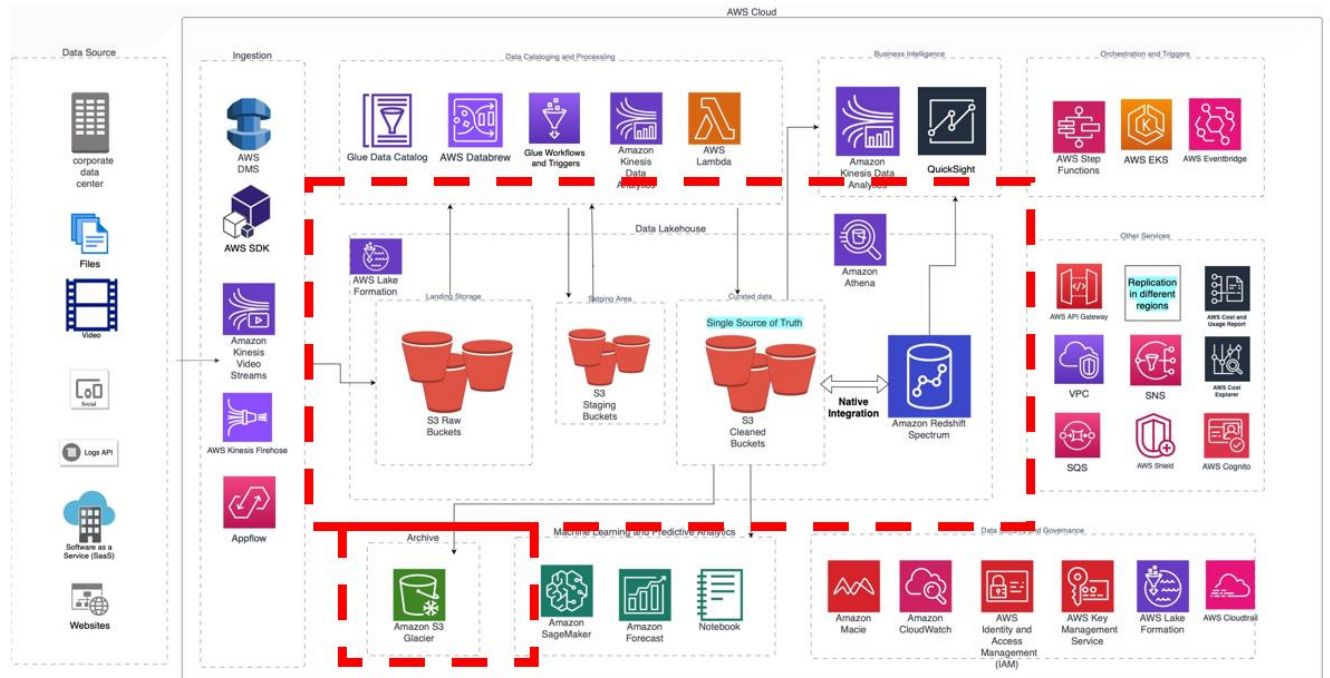 AWS Cloud
Data Source
corporate
data
center
Files
Video
Social
Logs API
Software as a
Service (SaaS)
Websites
Ingestion
AWS
DMS
AWS SDK
Amazon
Kinesis
Video
Streams
AWS Kinesis Firehose
Appflow
Data Cataloging and Processing
Glue Data Catalog
AWS Databrew
Glue Workflows
and Triggers
Amazon
Kinesis
Data
Analytics
AWS
Lambda
Business Intelligence
Amazon
Kinesis Data
Analytics
QuickSight
Orchestration and Triggers
AWS Step
Functions
AWS EKS
AWS Eventbridge
Data Lakehouse
AWS Lake
Formation
Amazon
Athena
Landing Storage
S3 Raw
Buckets
Satging Area
S3
Staging
Buckets
Curated data
Single Source of Truth
S3
Cleaned
Buckets
Native
Integration
Amazon Redshift
Spectrum
Other Services
AWS API Gateway
Replication
in different
regions
AWS Cost and
Usage Report
VPC
SNS
AWS Cost
Explorer
SQS
AWS Shield
AWS Cognito
Archive
Amazon S3
Glacier
Machine Learning and Predictive Analytics
Amazon
SageMaker
Amazon
Forecast
Notebook
Data Security and Governance
Amazon
Macie
Amazon
CloudWatch
AWS
Identity and
Access
Management
(IAM)
AWS Key
Management
Service
AWS Lake
Formation
AWS Cloudtrail